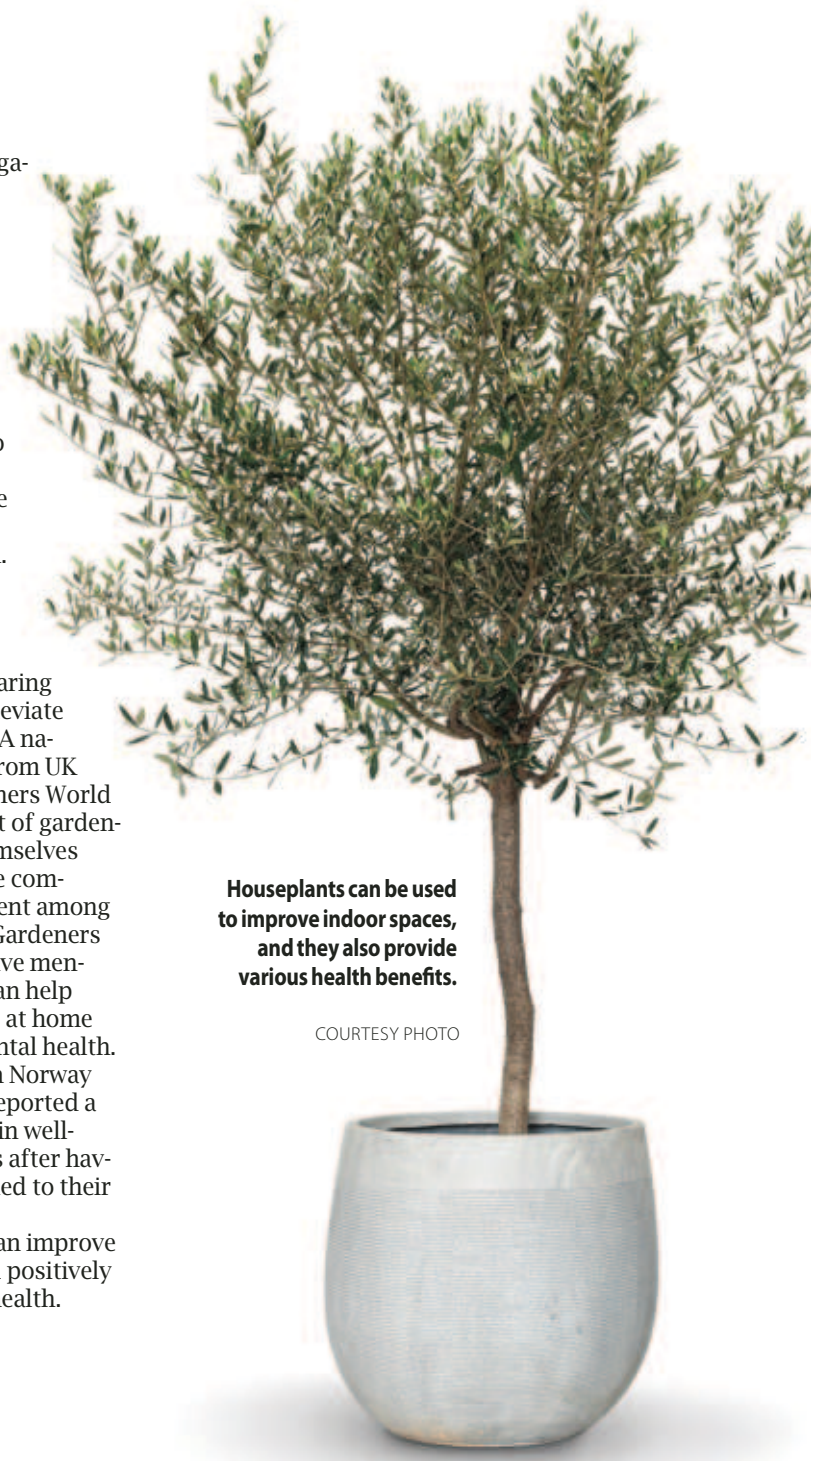 ga-
o
e
.
aring
eviate
A na-
rom UK
ners World
t of garden-
mselves
e com-
ent among
Gardeners
ve men-
an help
at home
ntal health.
n Norway
eported a
in well-
s after hav-
ed to their
an improve
positively
ealth.
Houseplants can be used
to improve indoor spaces,
and they also provide
various health benefits.
COURTESY PHOTO